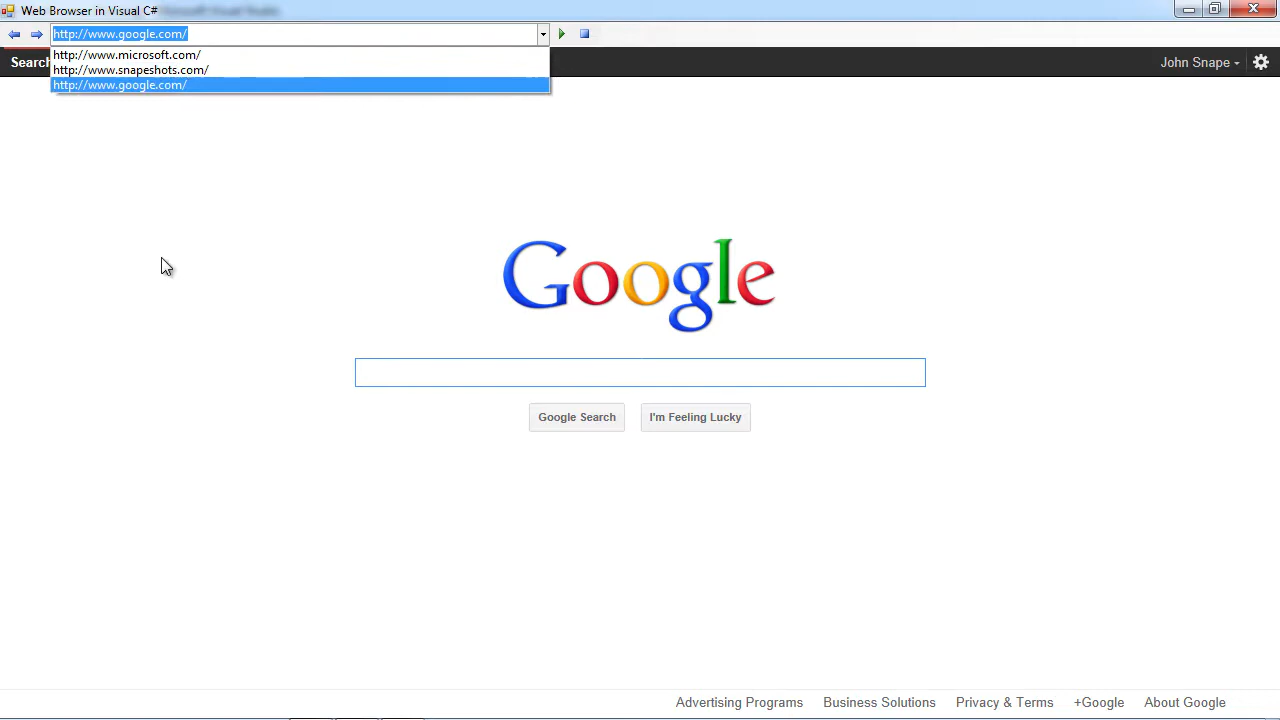 Web Browser in Visual C#
http://www.google.com/
http://www.microsoft.com/
http://www.snapeshots.com/
http://www.google.com/
Search
John Snape
Google
Google Search
I'm Feeling Lucky
Advertising Programs
Business Solutions
Privacy & Terms
+Google
About Google